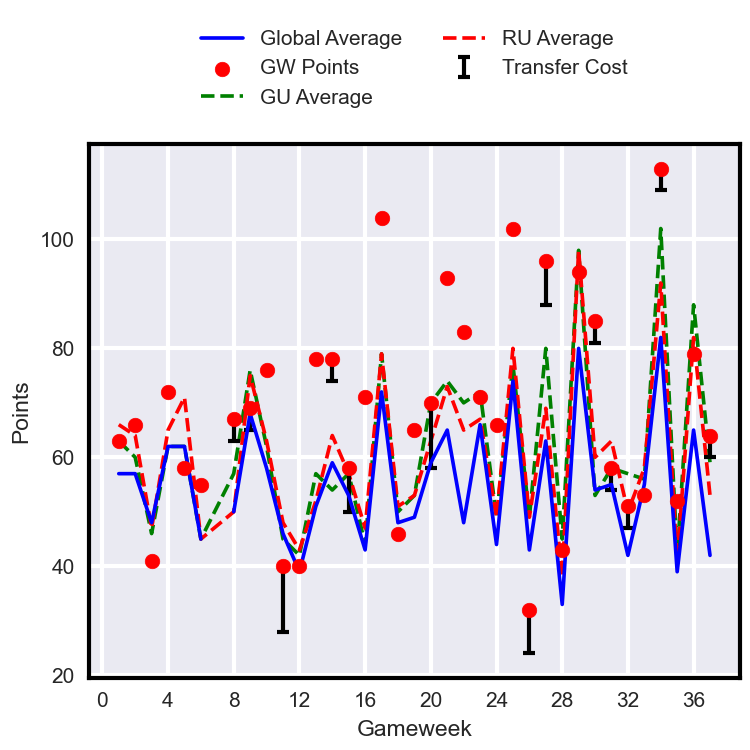 Global Average
GW Points
GU Average
RU Average
Transfer Cost
Points
100
80
60
40
20
0 4 8 12 16 20 24 28 32 36
Gameweek